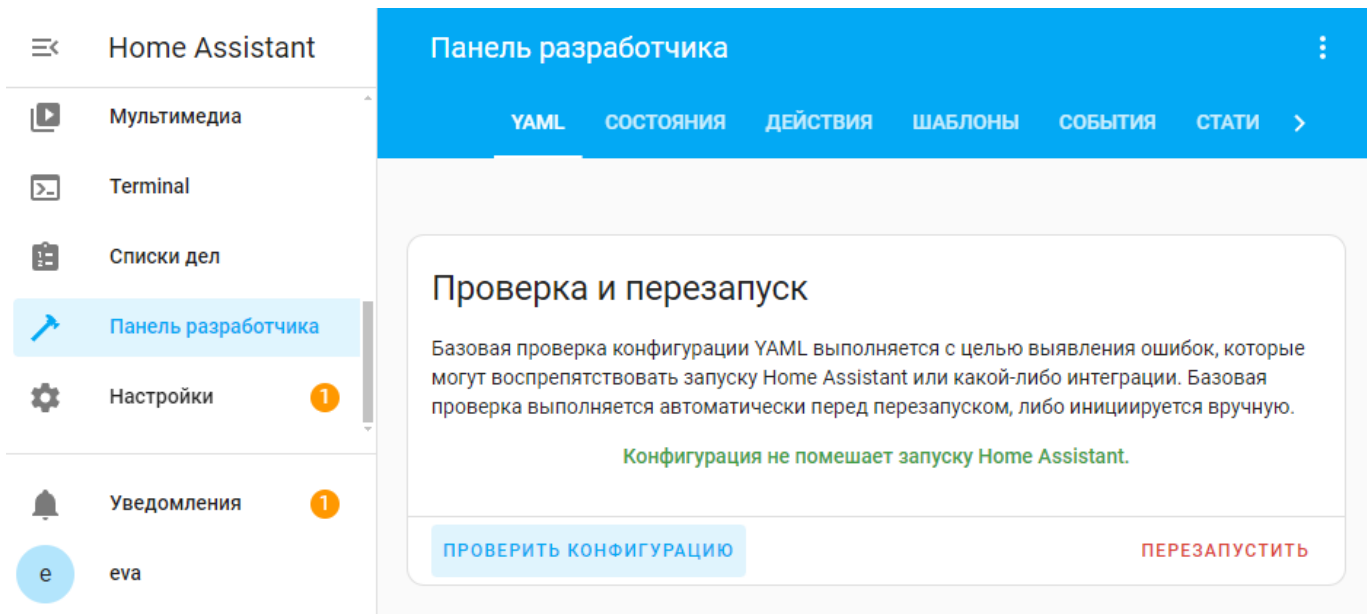 Home Assistant
Мультимедиа
Terminal
Списки дел
Панель разработчика
Настройки 1
Уведомления 1
e eva
Панель разработчика
YAML СОСТОЯНИЯ ДЕЙСТВИЯ ШАБЛОНЫ СОБЫТИЯ СТАТИ
Проверка и перезапуск
Базовая проверка конфигурации YAML выполняется с целью выявления ошибок, которые
могут воспрепятствовать запуску Home Assistant или какой-либо интеграции. Базовая
проверка выполняется автоматически перед перезапуском, либо инициируется вручную.
Конфигурация не помешает запуску Home Assistant.
ПРОВЕРИТЬ КОНФИГУРАЦИЮ ПЕРЕЗАПУСТИТЬ